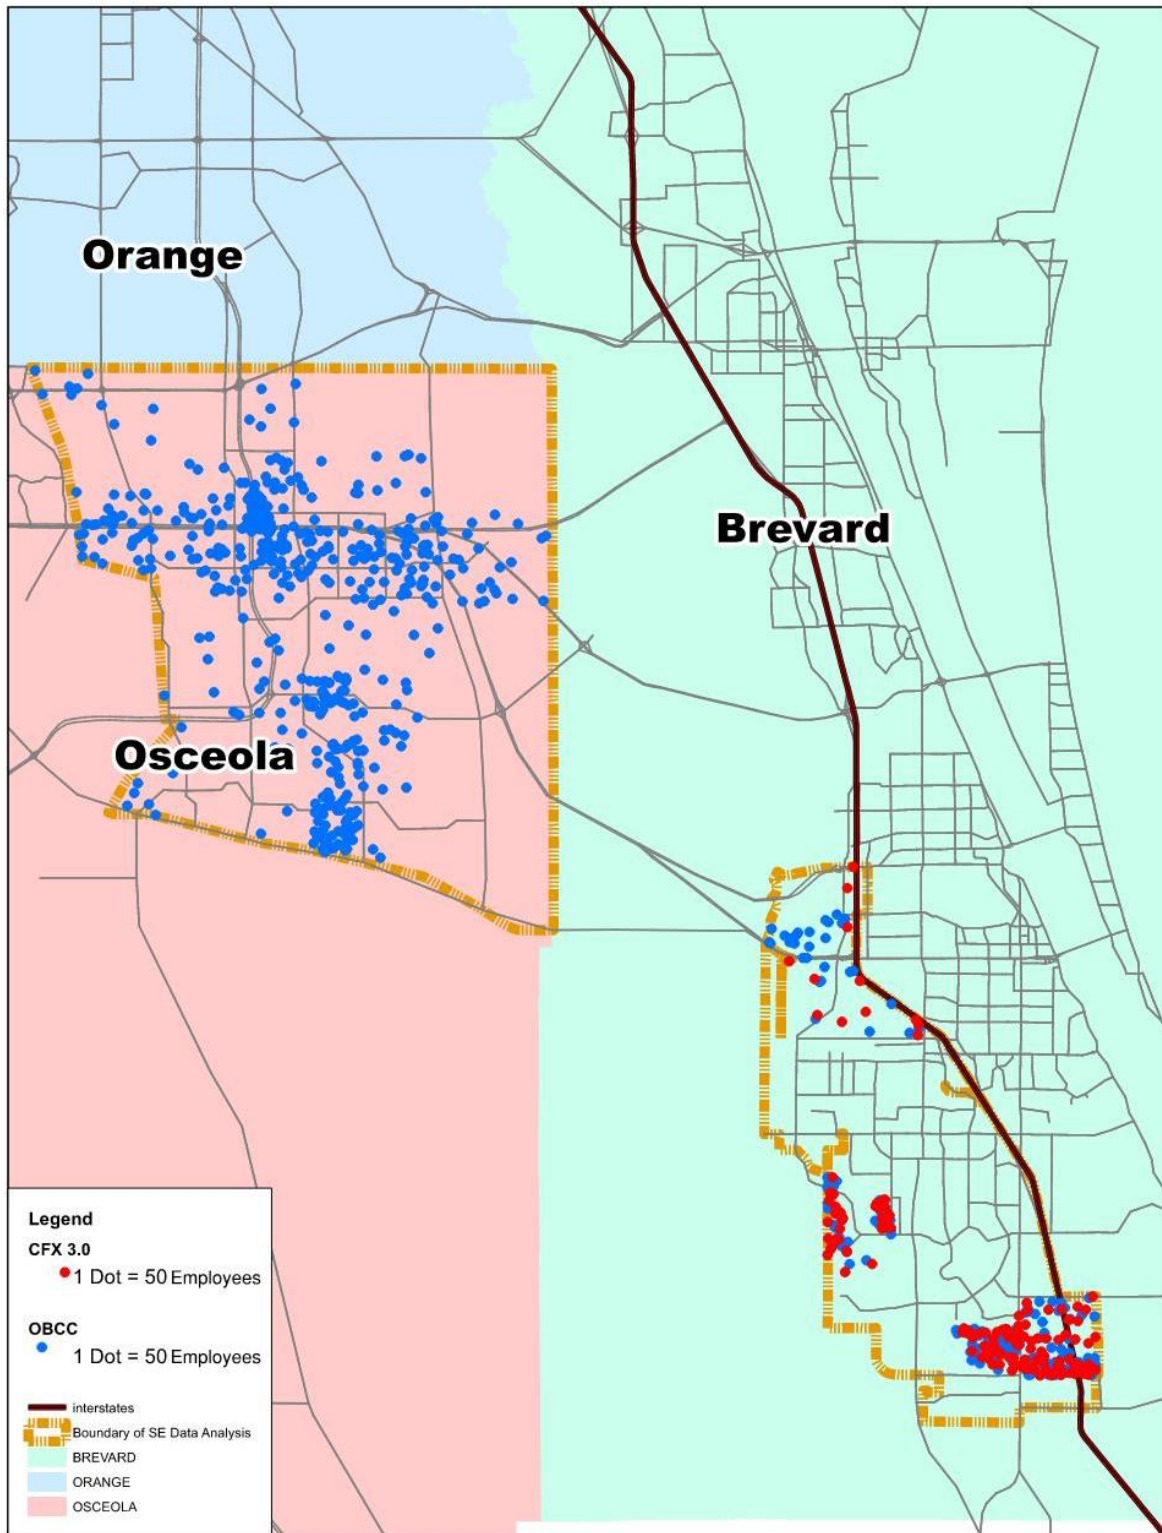 Orange
Brevard
Osceola
Legend
CFX 3.0
1 Dot = 50 Employees
OBCC
1 Dot = 50 Employees
interstates
Boundary of SE Data Analysis
BREVARD
ORANGE
OSCEOLA